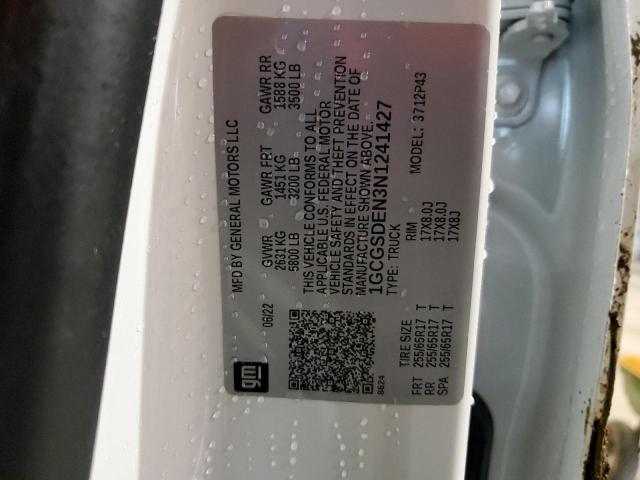 gm
MFD BY GENERAL MOTORS LLC
06/22
GVWR GAWR FRT GAWR RR
2631 KG 1451 KG 1588 KG
5800 LB 3200 LB 3500 LB
THIS VEHICLE CONFORMS TO ALL
APPLICABLE U.S. FEDERAL MOTOR
VEHICLE SAFETY AND THEFT PREVENTION
STANDARDS IN EFFECT ON THE DATE OF
MANUFACTURE SHOWN ABOVE.
1GCGSDEN3N1241427
8624
TYPE: TRUCK
MODEL: 3712P43
TIRE SIZE RIM
FRT 255/65R17 T 17X8.0J
RR 255/65R17 T 17X8.0J
SPA 255/65R17 T 17X8J